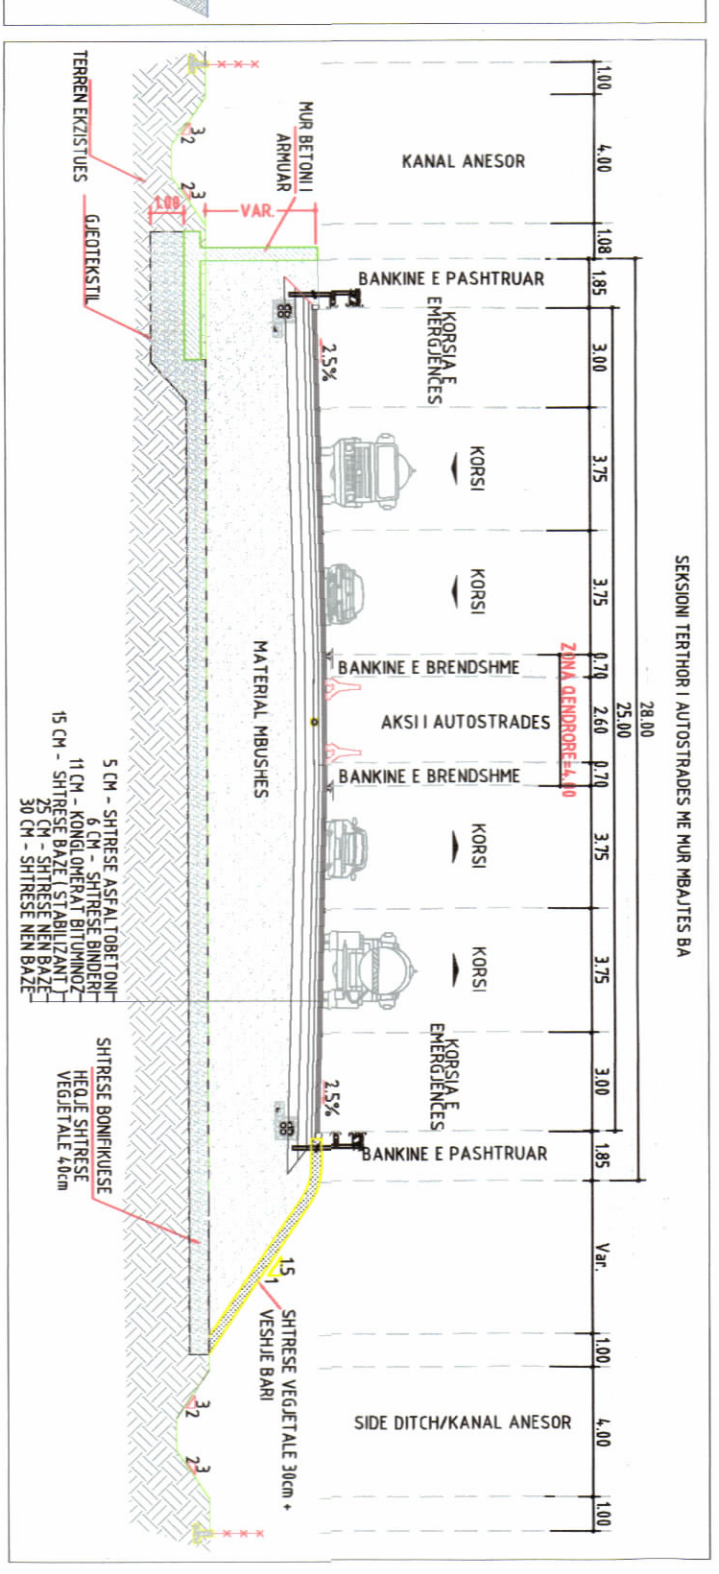 SEKSIONI TERTHOR I AUTOSTRADES ME MUR MBAJTES BA
28.00
25.00
ZONA QENDRORE=4.00
1.00
4.00
1.08
1.85
3.00
3.75
3.75
0.70
2.60
0.70
3.75
3.75
3.00
1.85
Var.
1.00
4.00
1.00
KANAL ANESOR
BANKINE E PASHTRUAR
KORSIA E
EMERGJENCES
KORSI
KORSI
BANKINE E BRENDSHME
AKSI I AUTOSTRADES
BANKINE E BRENDSHME
KORSI
KORSI
KORSIA E
EMERGJENCES
BANKINE E PASHTRUAR
SIDE DITCH/KANAL ANESOR
MUR BETONI I
ARMUAR
VAR.
2.5%
2.5%
1.5
1
SHTRESE VEGJETALE 30cm +
VESHJE BARI
MATERIAL MBUSHES
3
2
2
3
1.00
3
2
2
3
TERREN EKZISTUES
GJEOTEKSTIL
5 CM - SHTRESE ASFALTOBETONI
6 CM - SHTRESE BINDERI
11 CM - KONGLOMERAT BITUMINOZ
15 CM - SHTRESE BAZE ( STABILIZANT )
25 CM - SHTRESE NEN BAZE
30 CM - SHTRESE NEN BAZE
SHTRESE BONIFIKUESE
HEQJE SHTRESE
VEGJETALE 40cm